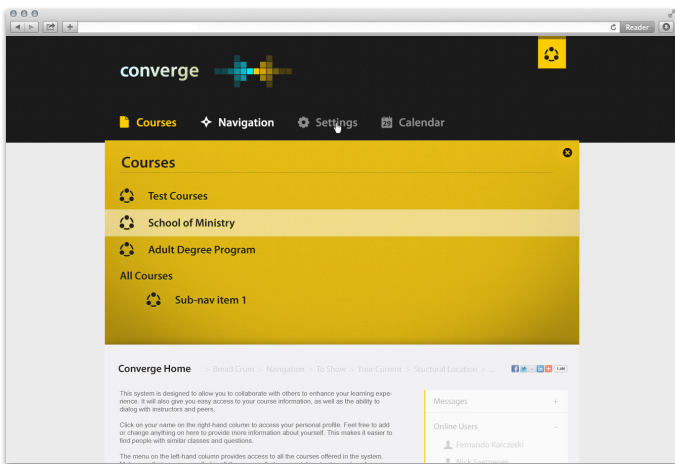 Reader
converge
Courses
Navigation
Settings
29
Calendar
Courses
Test Courses
School of Ministry
Adult Degree Program
All Courses
Sub-nav item 1
Converge Home
> Bread Crum > Navigation > To Show > Your Current > Structural Location > ...
This system is designed to allow you to collaborate with others to enhance your learning expe-
rience. It will also give you easy access to your course information, as well as the ability to
dialog with instructors and peers.
Click on your name on the right-hand column to access your personal profile. Feel free to add
or change anything on here to provide more information about yourself. This makes it easier to
find people with similar classes and questions.
The menu on the left-hand column provides access to all the courses offered in the system.
Messages +
Online Users –
Fernando Karczeski